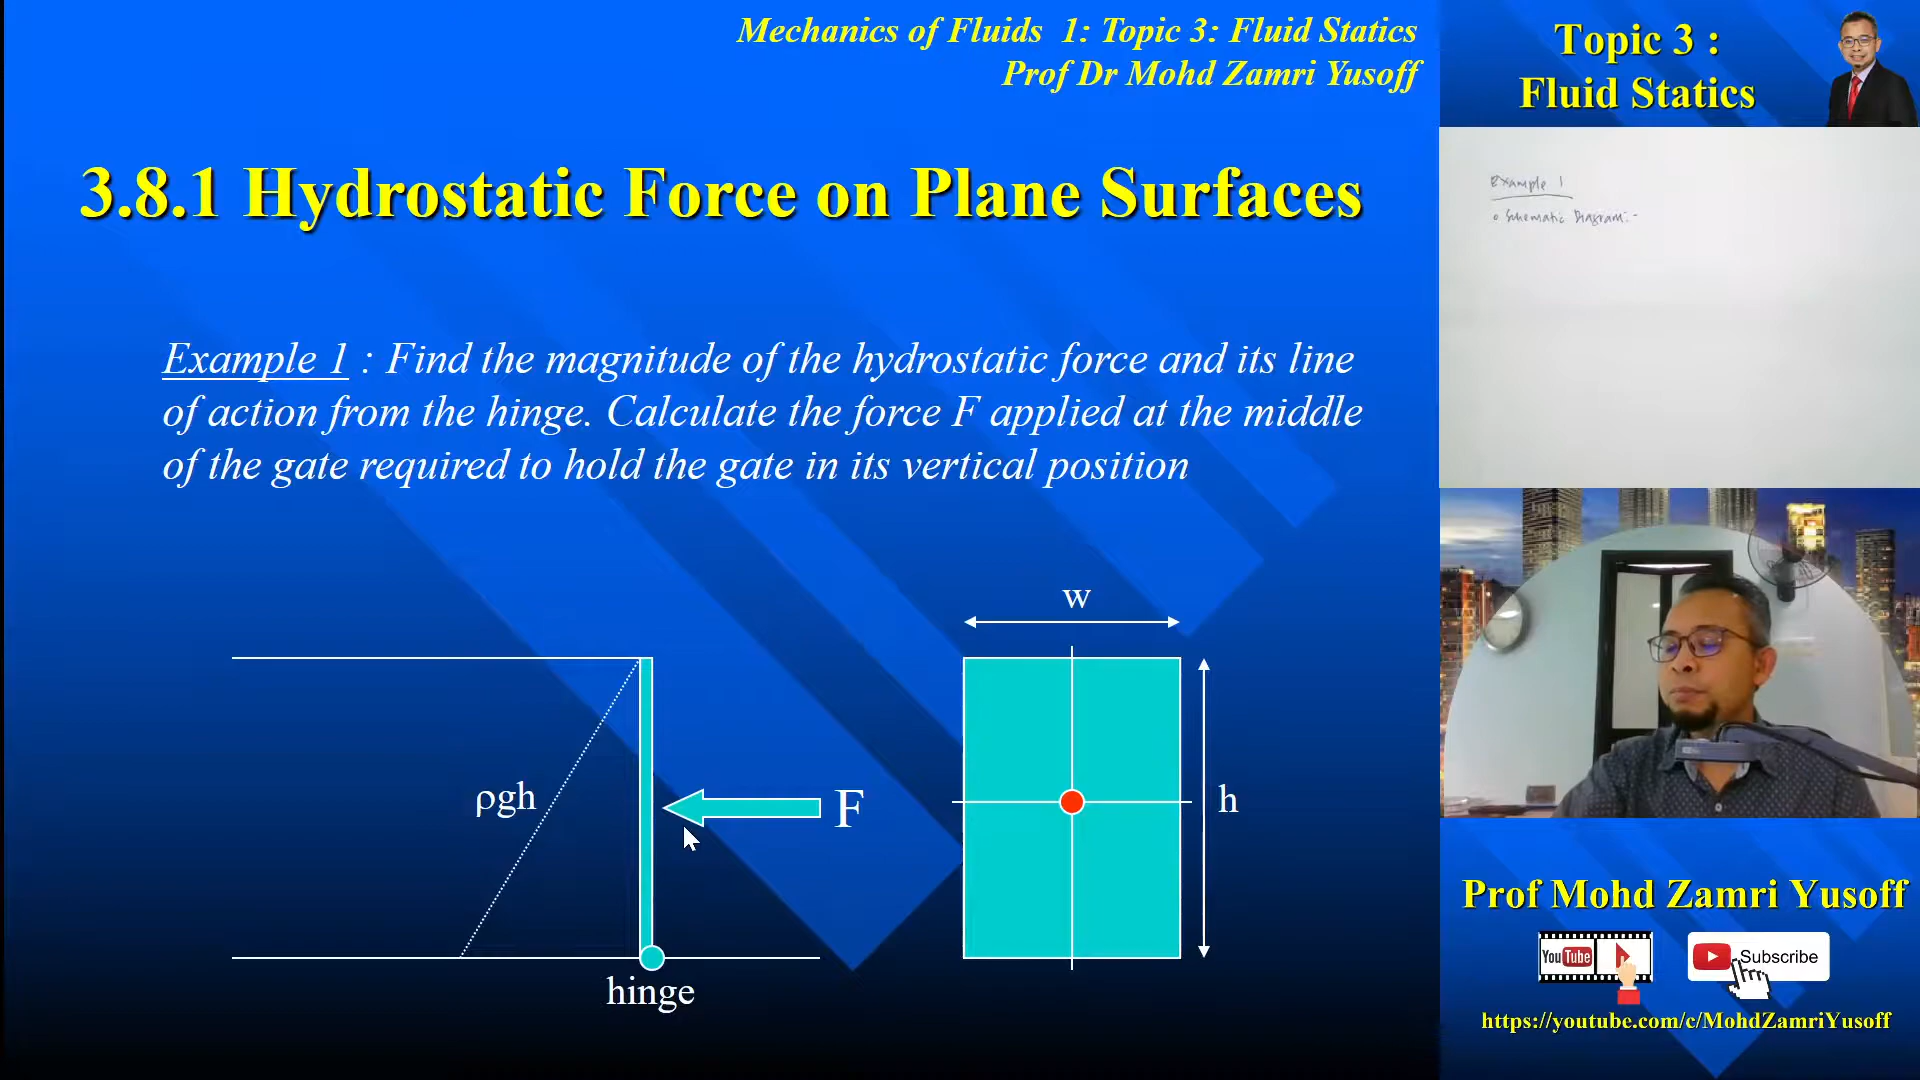 Mechanics of Fluids 1: Topic 3: Fluid Statics
Prof Dr Mohd Zamri Yusoff
Topic 3 :
Fluid Statics
3.8.1 Hydrostatic Force on Plane Surfaces
Example 1
• Schematic Diagram:-
Example 1 : Find the magnitude of the hydrostatic force and its line
of action from the hinge. Calculate the force F applied at the middle
of the gate required to hold the gate in its vertical position
w
ρgh
F
h
hinge
Prof Mohd Zamri Yusoff
YouTube
Subscribe
https://youtube.com/c/MohdZamriYusoff